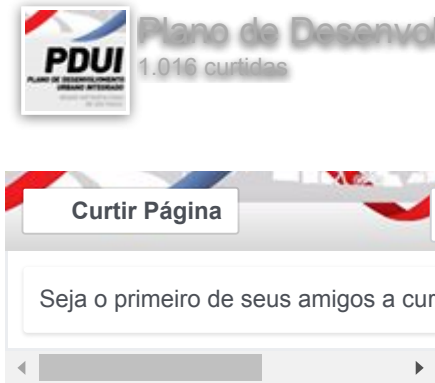 Plano de Desenvol
1.016 curtidas
PDUI
PLANO DE DESENVOLVIMENTO
URBANO INTEGRADO
Curtir Página
Seja o primeiro de seus amigos a cur